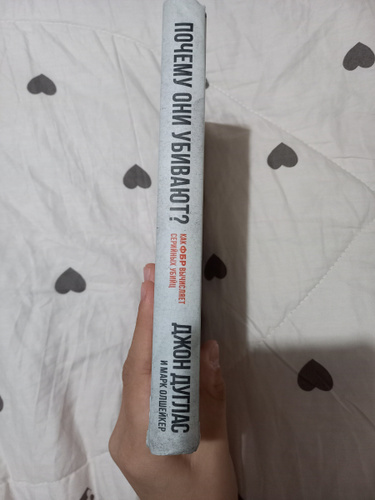 ПОЧЕМУ ОНИ УБИВАЮТ?
КАК ФБР ВЫЧИСЛЯЕТ
СЕРИЙНЫХ УБИЙЦ
ДЖОН ДУГЛАС
И МАРК ОЛШЕЙКЕР